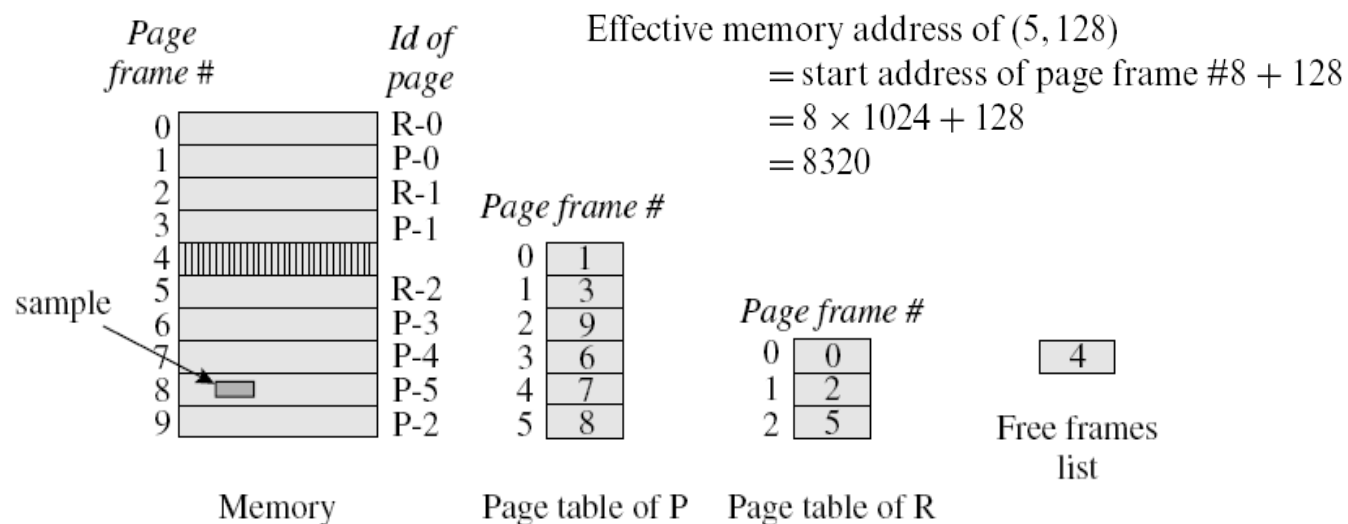 Page
frame #
Id of
page
Effective memory address of (5, 128)
= start address of page frame #8 + 128
= 8 × 1024 + 128
= 8320
0 R-0
1 P-0
2 R-1
3 P-1
4
5 R-2
6 P-3
7 P-4
8 P-5
9 P-2
sample
Memory
Page frame #
0 1
1 3
2 9
3 6
4 7
5 8
Page table of P
Page frame #
0 0
1 2
2 5
Page table of R
4
Free frames
list